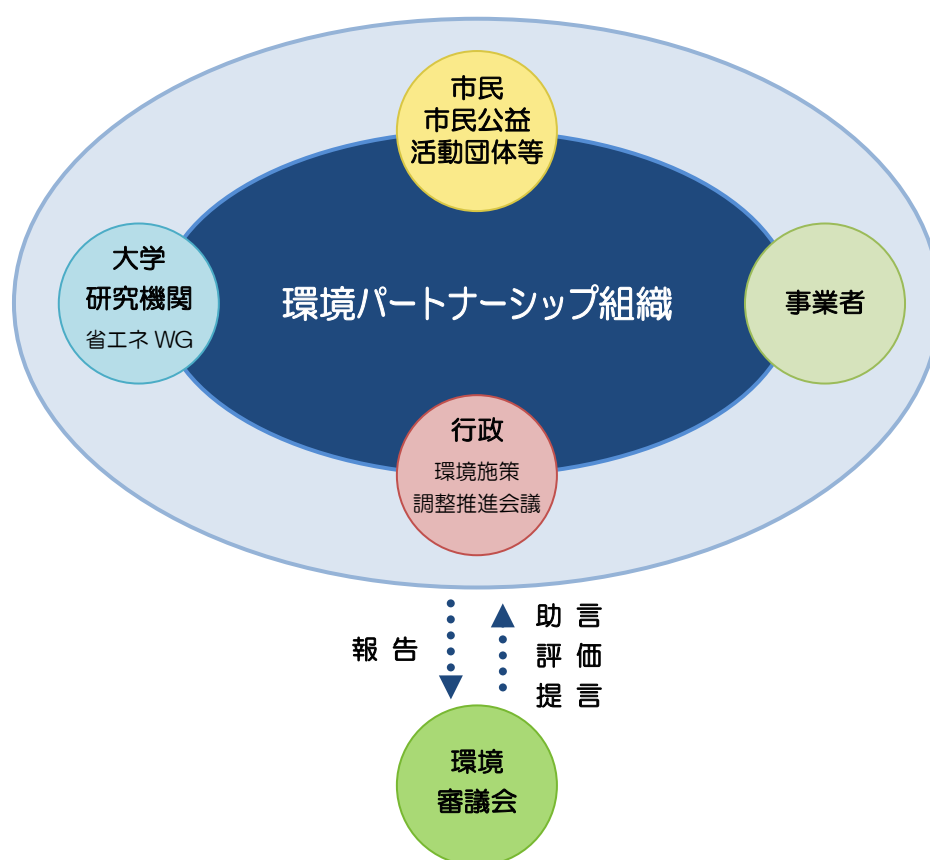 市民
市民公益
活動団体等
大学
研究機関
省エネ WG
環境パートナーシップ組織
事業者
行政
環境施策
調整推進会議
報 告
助 言
評 価
提 言
環境
審議会